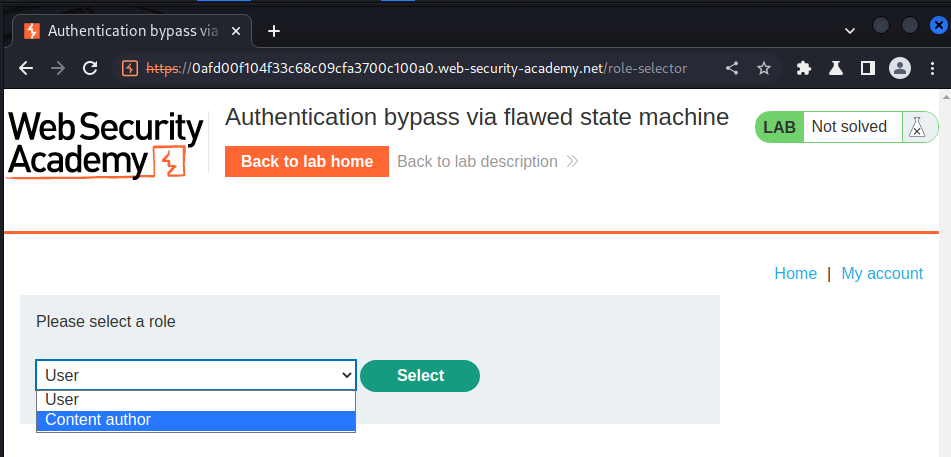 Authentication bypass via
https://0afd00f104f33c68c09cfa3700c100a0.web-security-academy.net/role-selector
Web Security
Academy
Authentication bypass via flawed state machine
LAB Not solved
Back to lab home Back to lab description
Home | My account
Please select a role
User Select
User
Content author